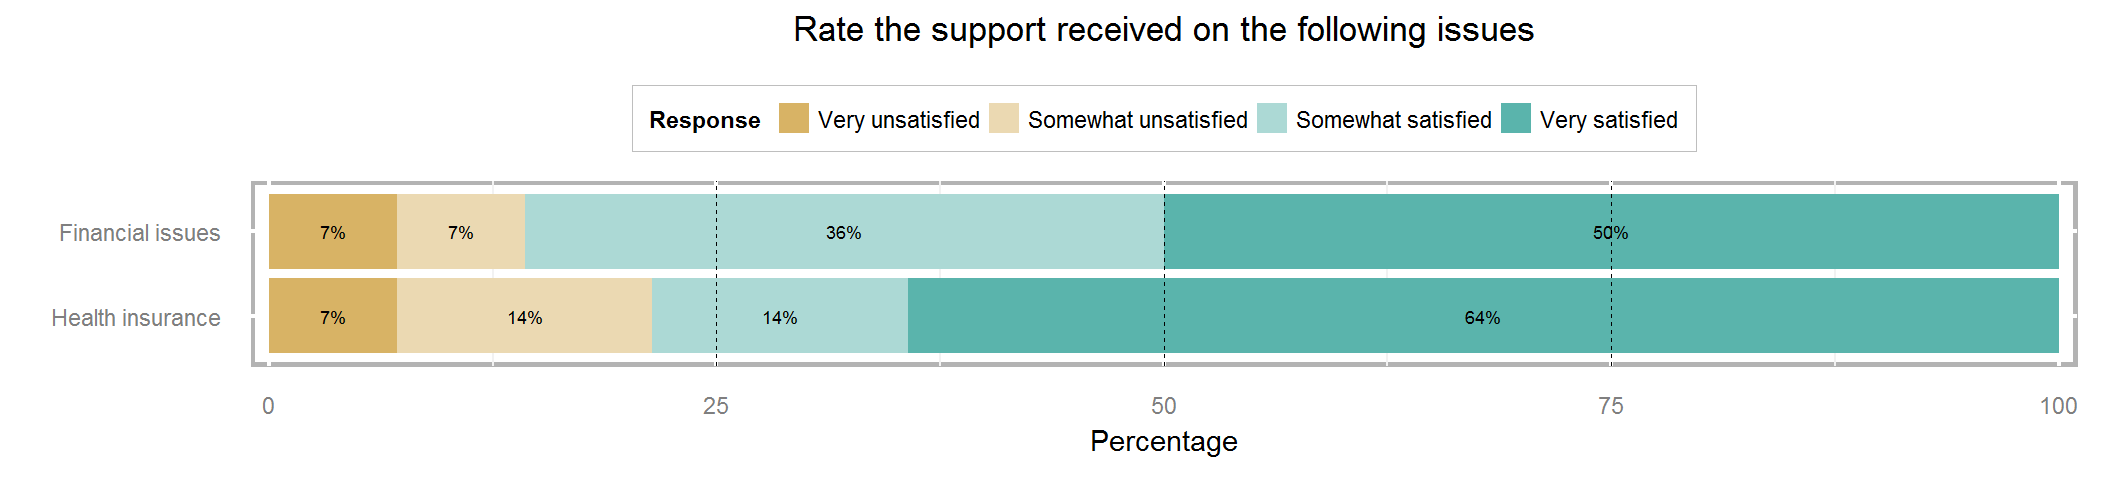 Rate the support received on the following issues
Response Very unsatisfied Somewhat unsatisfied Somewhat satisfied Very satisfied
Financial issues 7% 7% 36% 50%
Health insurance 7% 14% 14% 64%
0 25 50 75 100
Percentage